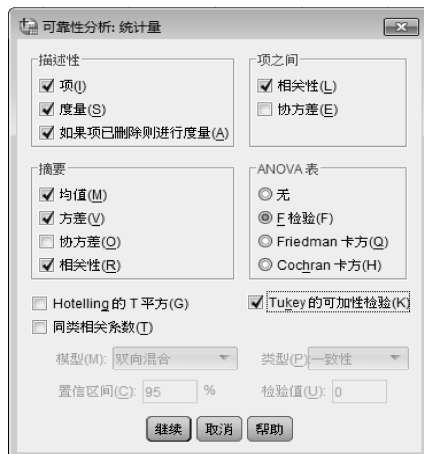 可靠性分析: 统计量
描述性
项(I)
度量(S)
如果项已删除则进行度量(A)
项之间
相关性(L)
协方差(E)
摘要
均值(M)
方差(V)
协方差(O)
相关性(R)
ANOVA 表
无
F 检验(F)
Friedman 卡方(Q)
Cochran 卡方(H)
Hotelling 的 T 平方(G)
Tukey 的可加性检验(K)
同类相关系数(T)
模型(M): 双向混合
类型(P): 一致性
置信区间(C): 95 %
检验值(U): 0
继续 取消 帮助